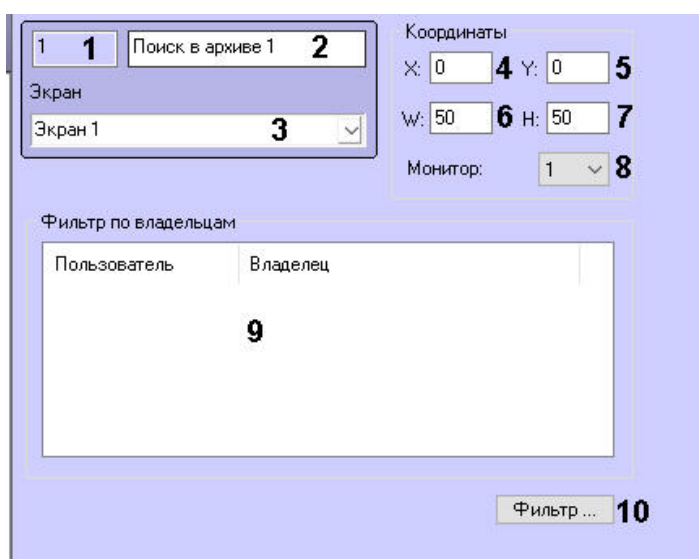 1 1 Поиск в архиве 1 2
Экран
Экран 1 3
Координаты
X: 0 4 Y: 0 5
W: 50 6 H: 50 7
Монитор: 1 8
Фильтр по владельцам
Пользователь Владелец
9
Фильтр ... 10